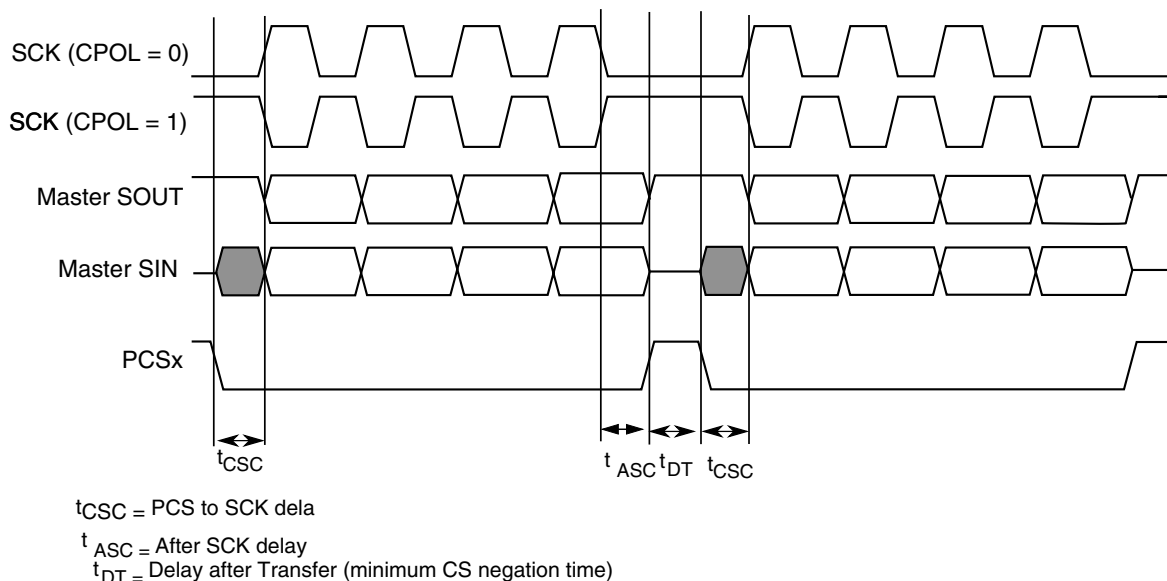 SCK (CPOL = 0)
SCK (CPOL = 1)
Master SOUT
Master SIN
PCSx
tCSC
t ASC tDT tCSC
tCSC = PCS to SCK dela
t ASC = After SCK delay
tDT = Delay after Transfer (minimum CS negation time)